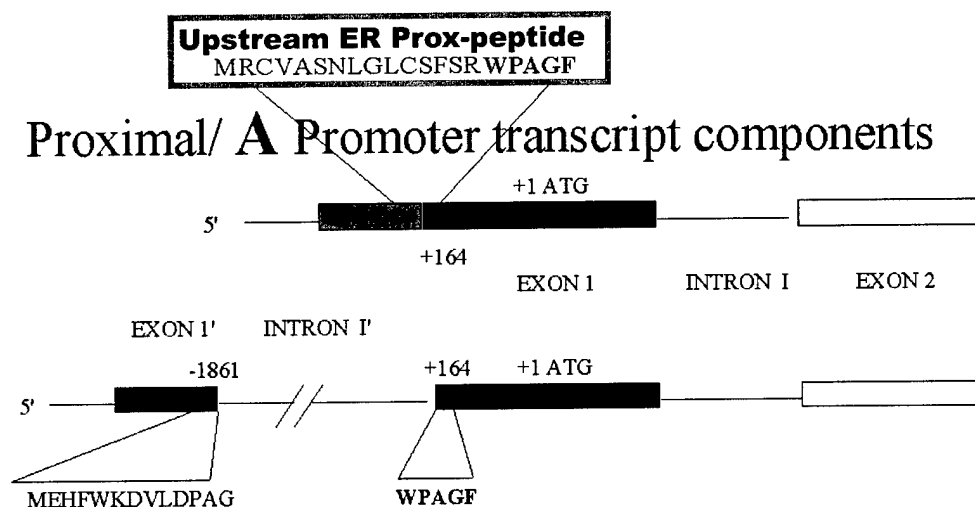 Upstream ER Prox-peptide
MRCVASNLGLCSFSRWPAGF
Proximal/ A Promoter transcript components
+1 ATG
5'
+164
EXON 1 INTRON I EXON 2
EXON 1' INTRON I'
-1861 +164 +1 ATG
5'
MEHFWKDVLDPAG WPAGF